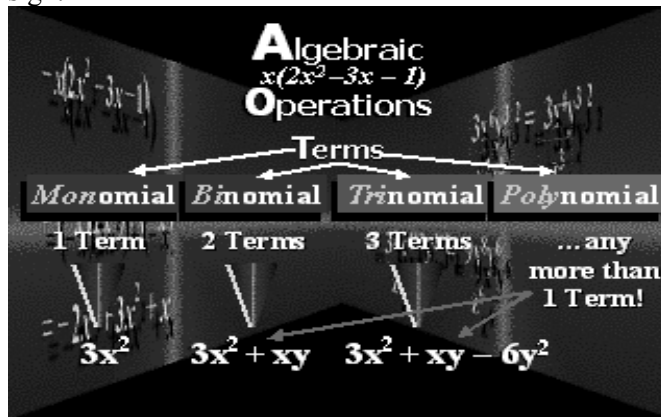 Algebraic
x(2x²–3x – 1)
Operations
Terms
Monomial Binomial Trinomial Polynomial
1 Term 2 Terms 3 Terms ...any
more than
1 Term!
3x² 3x² + xy 3x² + xy – 6y²